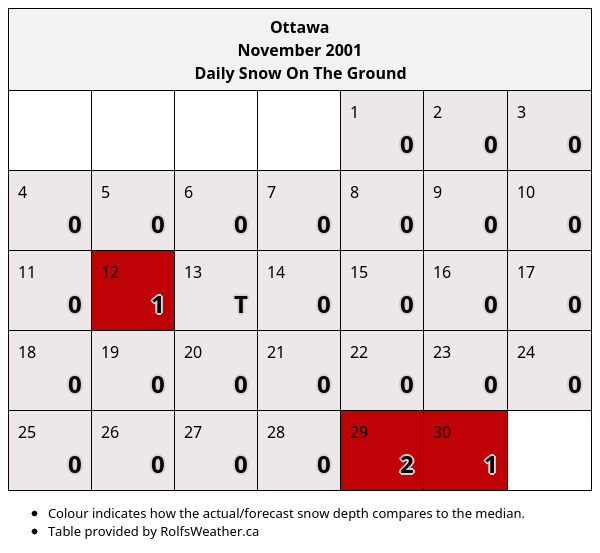 Ottawa
November 2001
Daily Snow On The Ground
1 2 3
0 0 0
4 5 6 7 8 9 10
0 0 0 0 0 0 0
11 12 13 14 15 16 17
0 1 T 0 0 0 0
18 19 20 21 22 23 24
0 0 0 0 0 0 0
25 26 27 28 29 30
0 0 0 0 2 1
• Colour indicates how the actual/forecast snow depth compares to the median.
• Table provided by RolfsWeather.ca